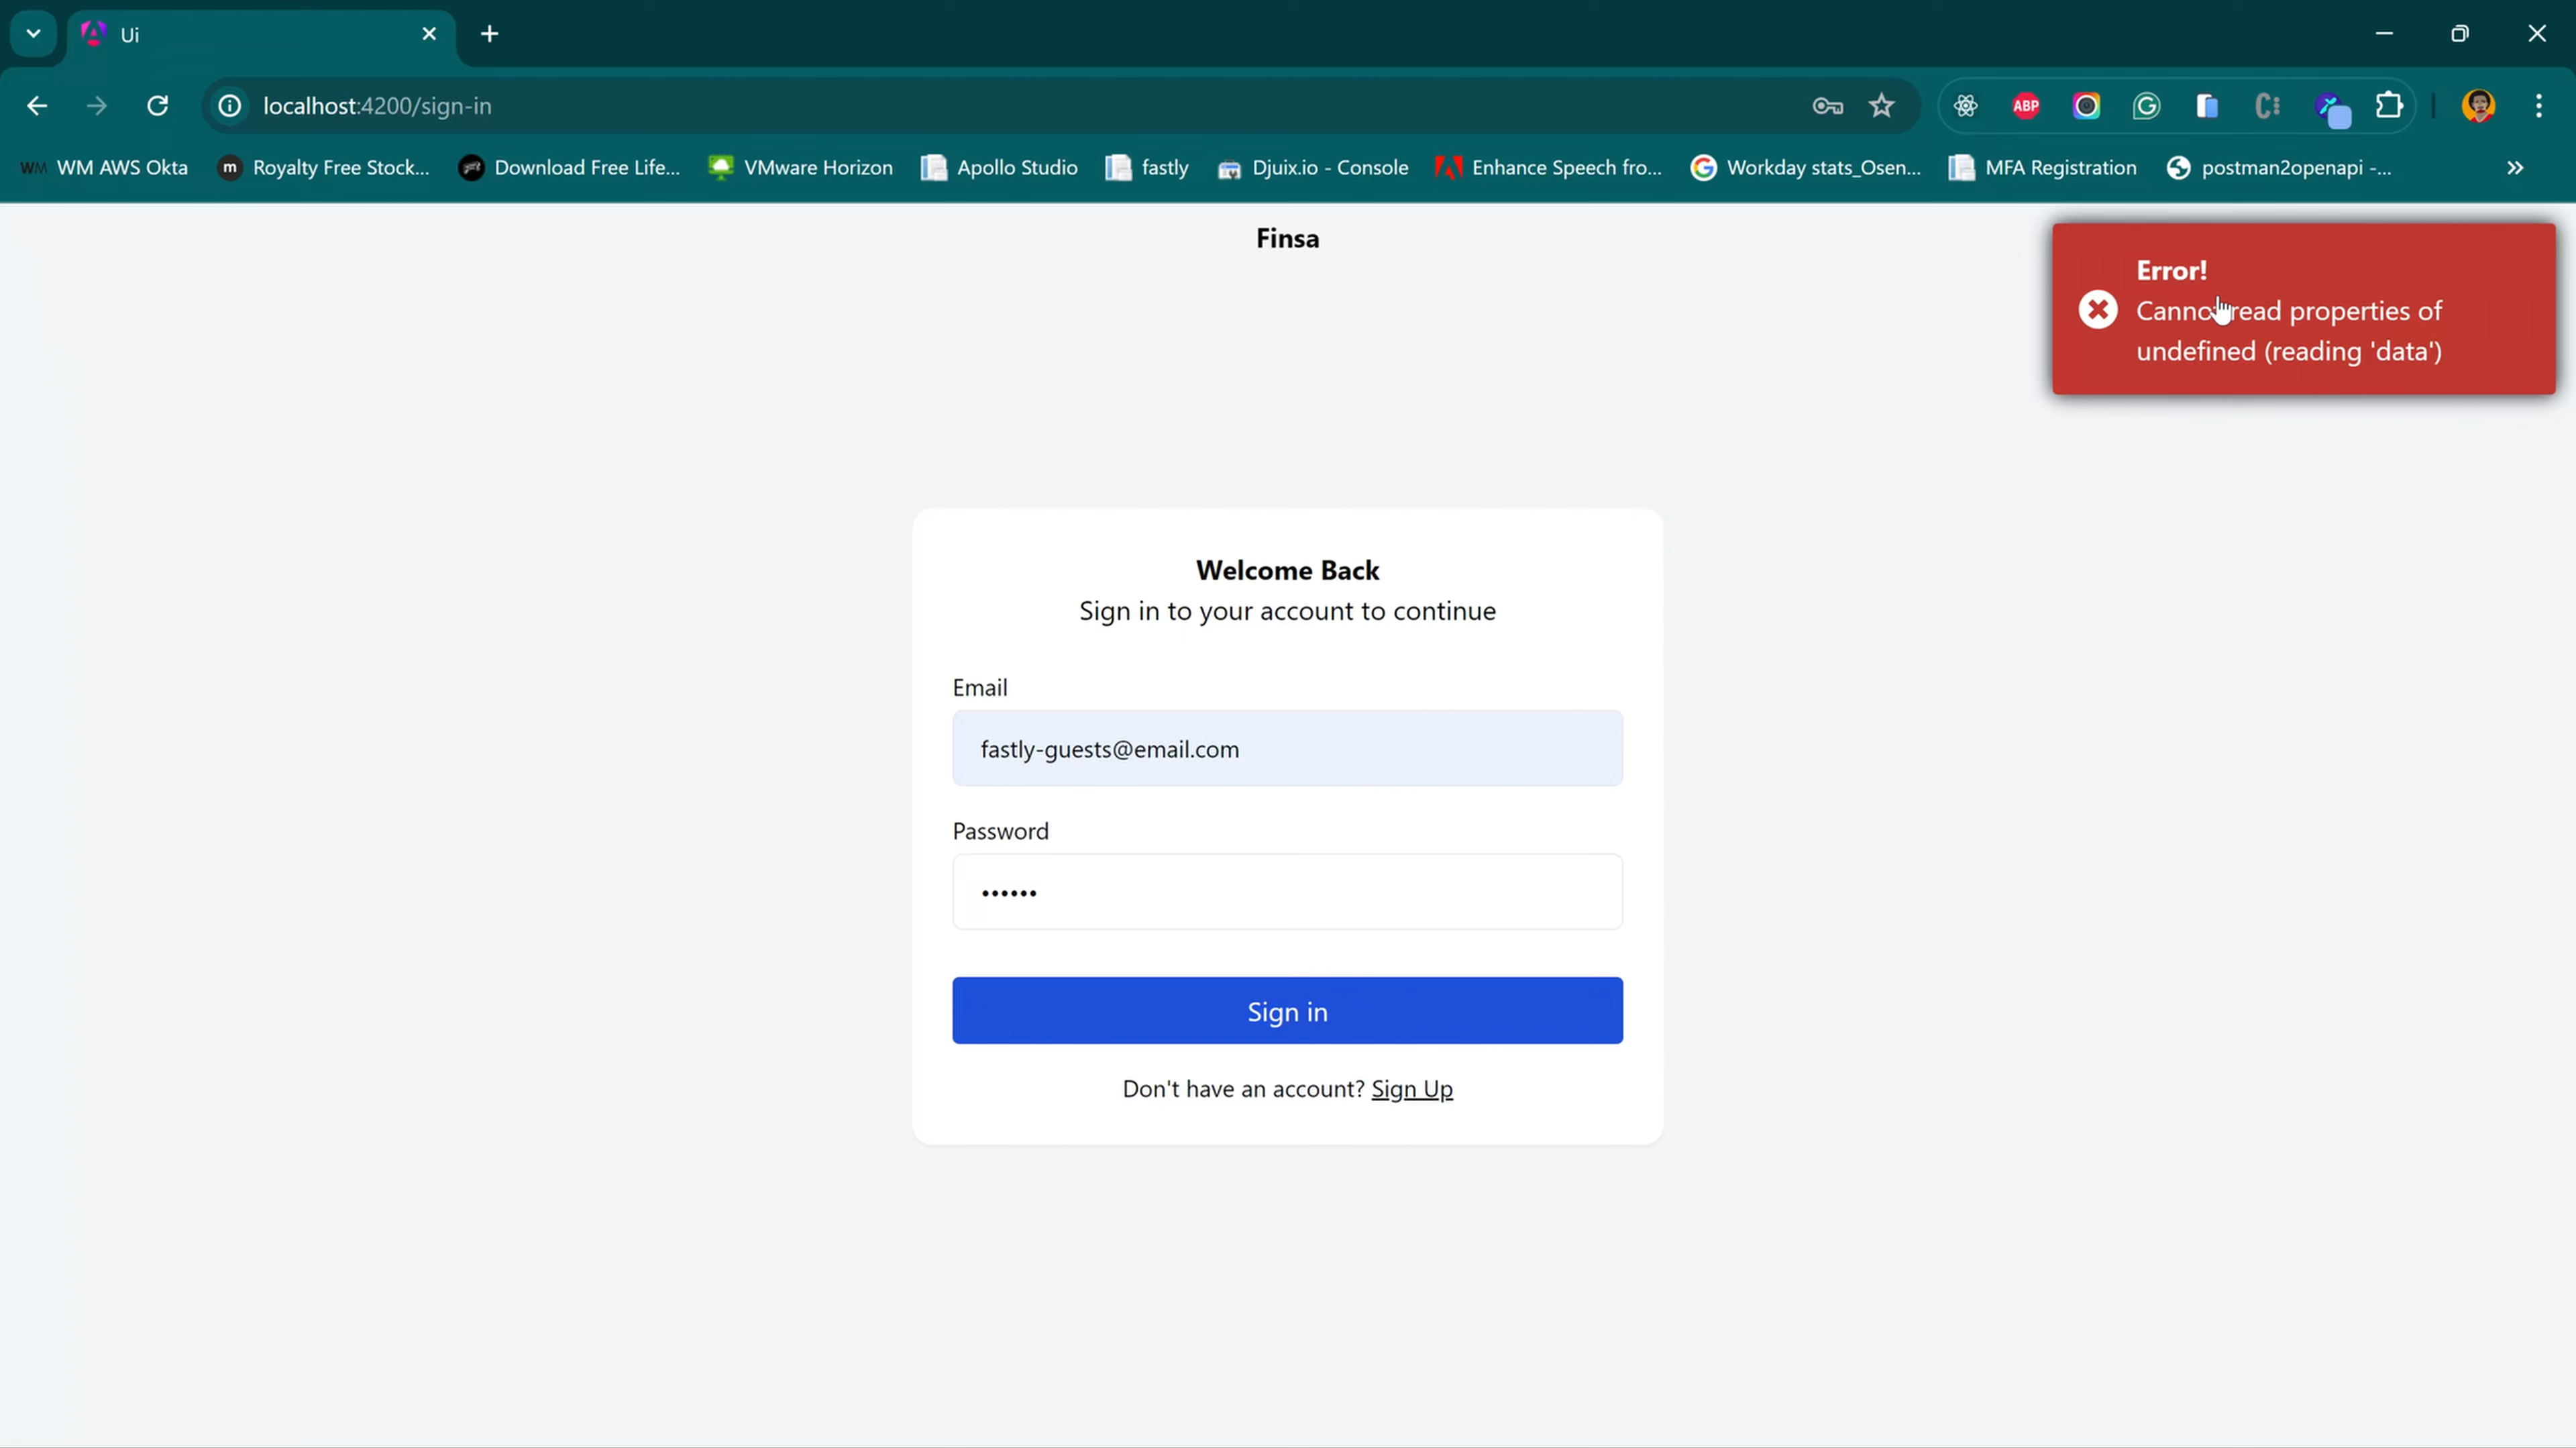 Ui
localhost:4200/sign-in
ABP
WM WM AWS Okta m Royalty Free Stock... Download Free Life... VMware Horizon Apollo Studio fastly Djuix.io - Console Enhance Speech fro... Workday stats_Osen... MFA Registration postman2openapi -...
Finsa
Error!
Cannot read properties of
undefined (reading 'data')
Welcome Back
Sign in to your account to continue
Email
fastly-guests@email.com
Password
••••••
Sign in
Don't have an account? Sign Up